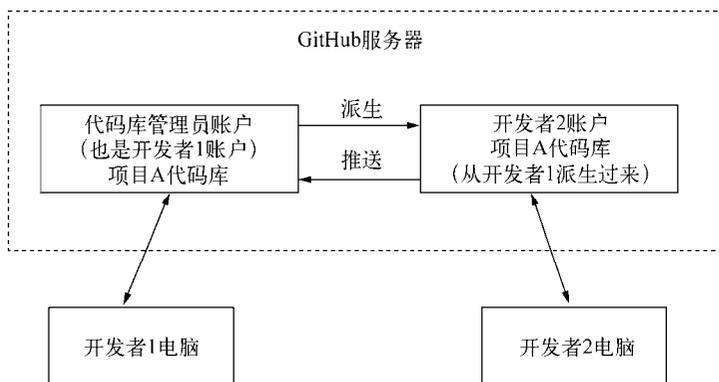 GitHub服务器
代码库管理员账户
（也是开发者1账户）
项目A代码库
派生
推送
开发者2账户
项目A代码库
（从开发者1派生过来）
开发者1电脑
开发者2电脑